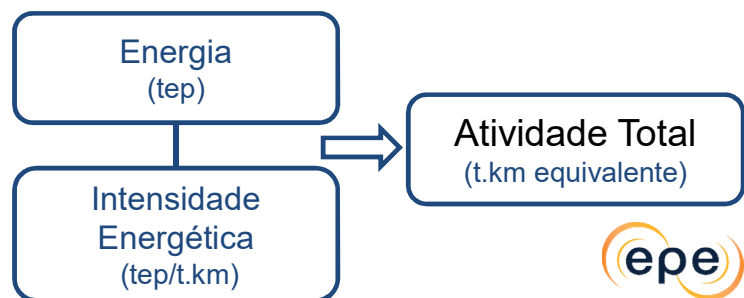 Energia
(tep)
Intensidade
Energética
(tep/t.km)
Atividade Total
(t.km equivalente)
epe